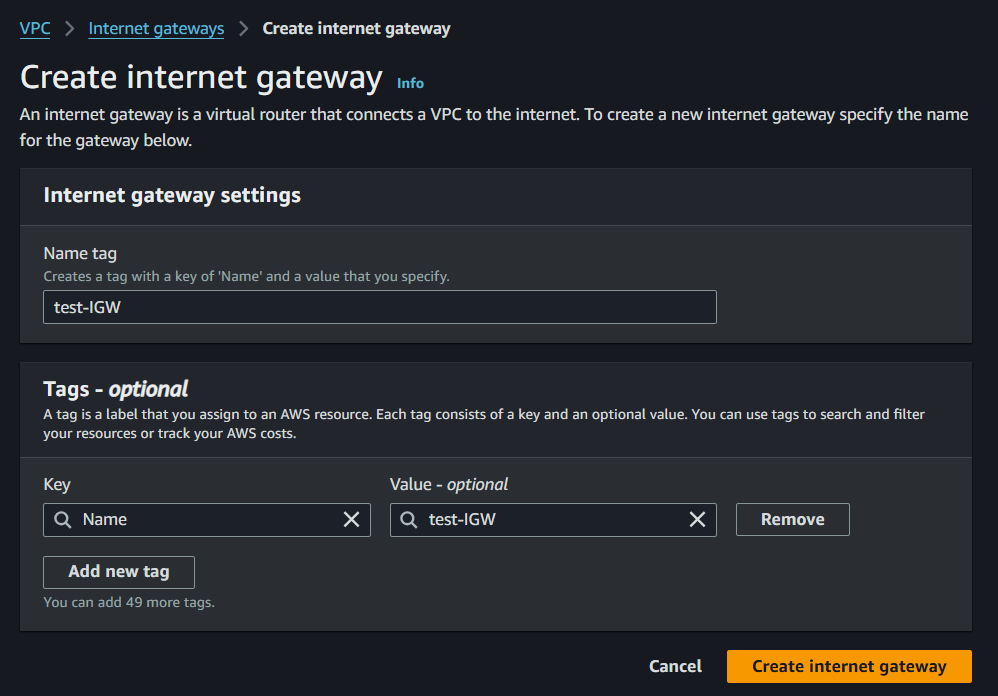 VPC > Internet gateways > Create internet gateway
Create internet gateway Info
An internet gateway is a virtual router that connects a VPC to the internet. To create a new internet gateway specify the name
for the gateway below.
Internet gateway settings
Name tag
Creates a tag with a key of 'Name' and a value that you specify.
test-IGW
Tags - optional
A tag is a label that you assign to an AWS resource. Each tag consists of a key and an optional value. You can use tags to search and filter
your resources or track your AWS costs.
Key Value - optional
Name test-IGW Remove
Add new tag
You can add 49 more tags.
Cancel Create internet gateway